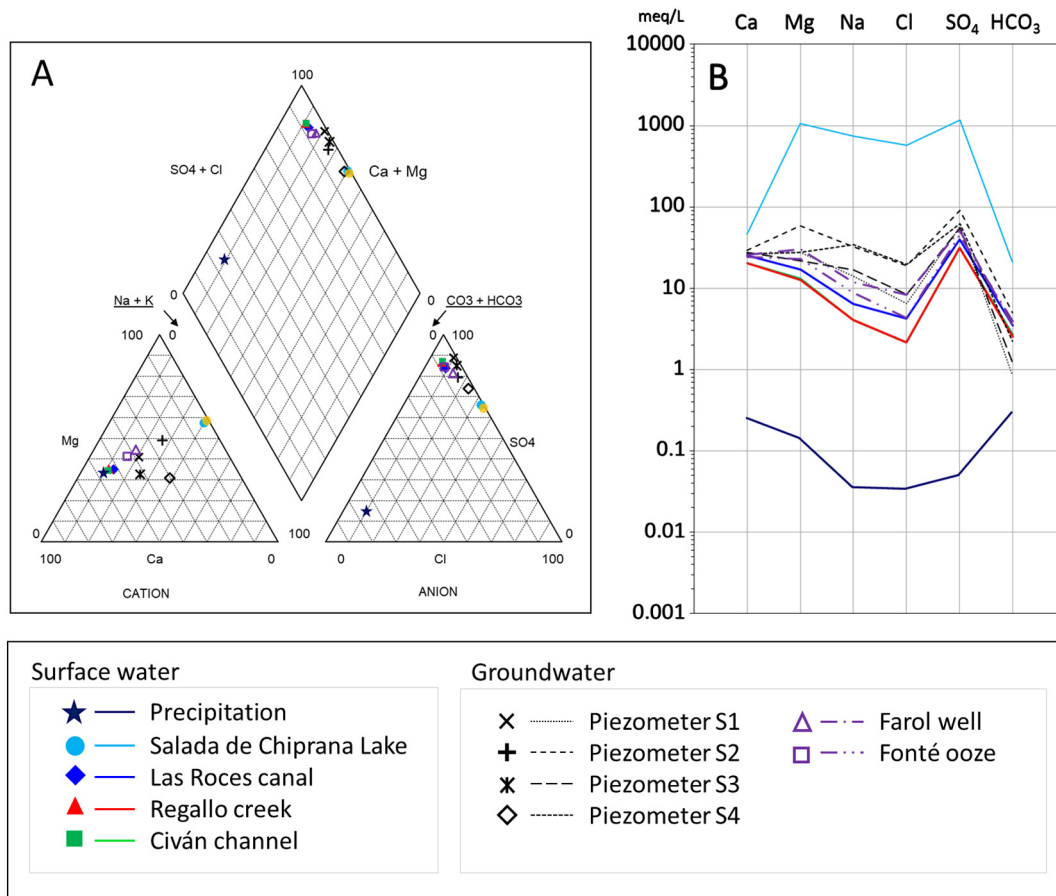 meq/L
Ca Mg Na Cl SO4 HCO3
A
B
100
SO4 + Cl
Ca + Mg
0
0
Na + K
CO3 + HCO3
100
0
0
100
Mg
SO4
0
100
0
100
Ca
0
0
Cl
100
CATION
ANION
10000
1000
100
10
1
0.1
0.01
0.001
Surface water
Precipitation
Salada de Chiprana Lake
Las Roces canal
Regallo creek
Civán channel
Groundwater
Piezometer S1
Piezometer S2
Piezometer S3
Piezometer S4
Farol well
Fonté ooze